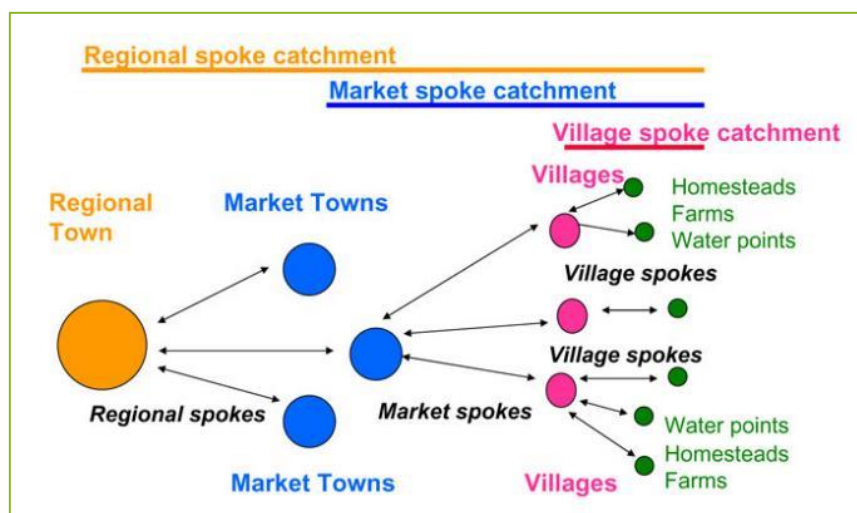 Regional spoke catchment
Market spoke catchment
Village spoke catchment
Villages
Homesteads
Farms
Water points
Regional
Town
Market Towns
Village spokes
Village spokes
Regional spokes
Market spokes
Water points
Homesteads
Farms
Market Towns
Villages